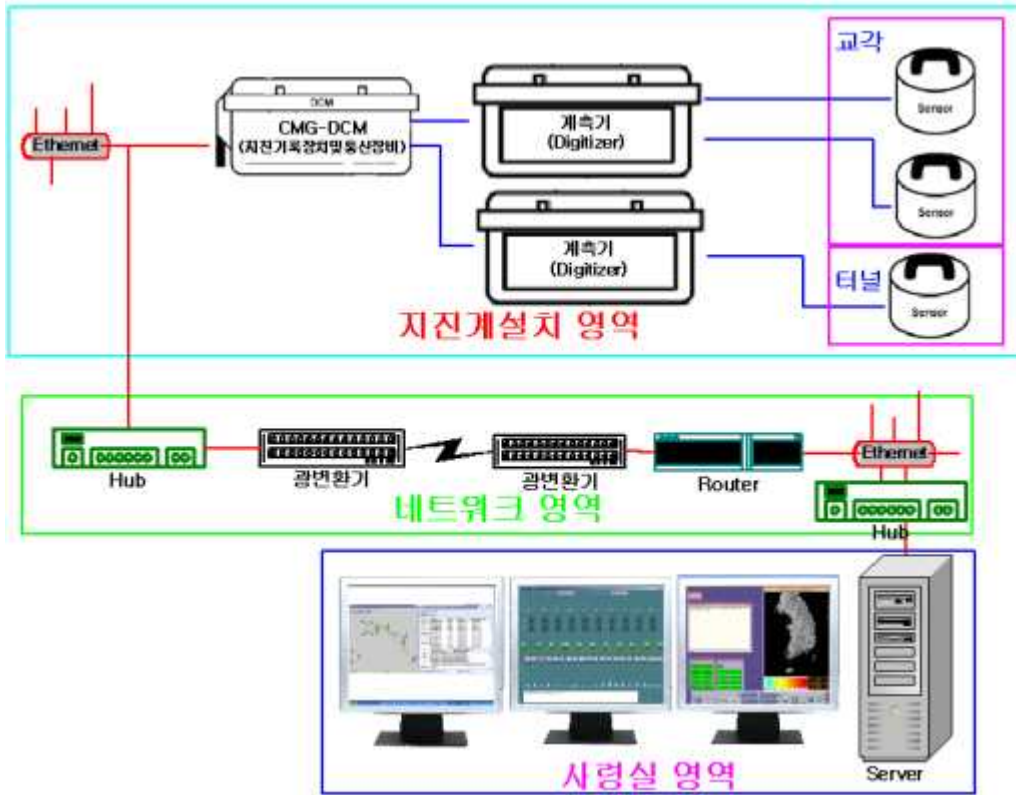 교각
Sensor
DCM
CMG-DCM
(지진기록장치및통신장비)
계측기
(Digitizer)
Ethernet
Sensor
계측기
(Digitizer)
터널
Sensor
지진계설치 영역
Ethernet
Hub
광변환기
광변환기
Router
Hub
네트워크 영역
사령실 영역
Server